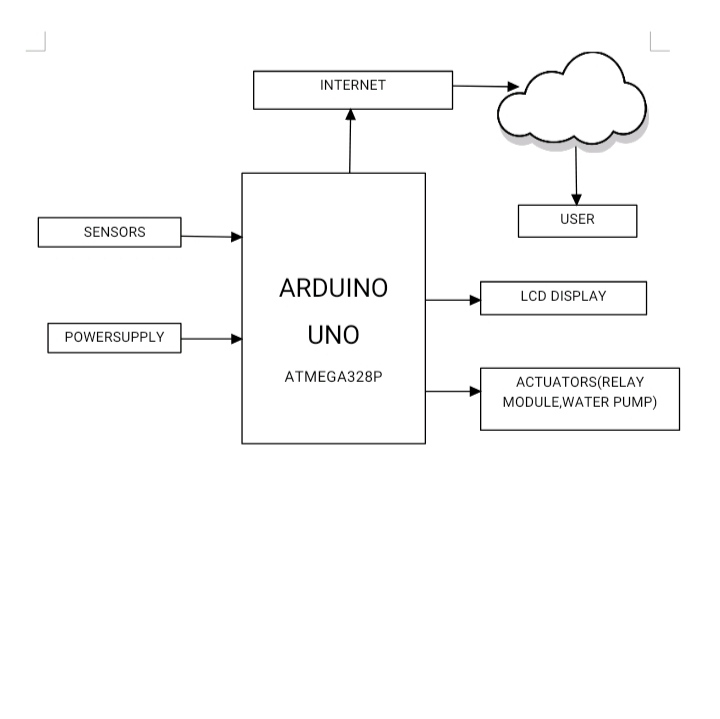 INTERNET
USER
SENSORS
ARDUINO
UNO
ATMEGA328P
LCD DISPLAY
POWERSUPPLY
ACTUATORS(RELAY
MODULE,WATER PUMP)